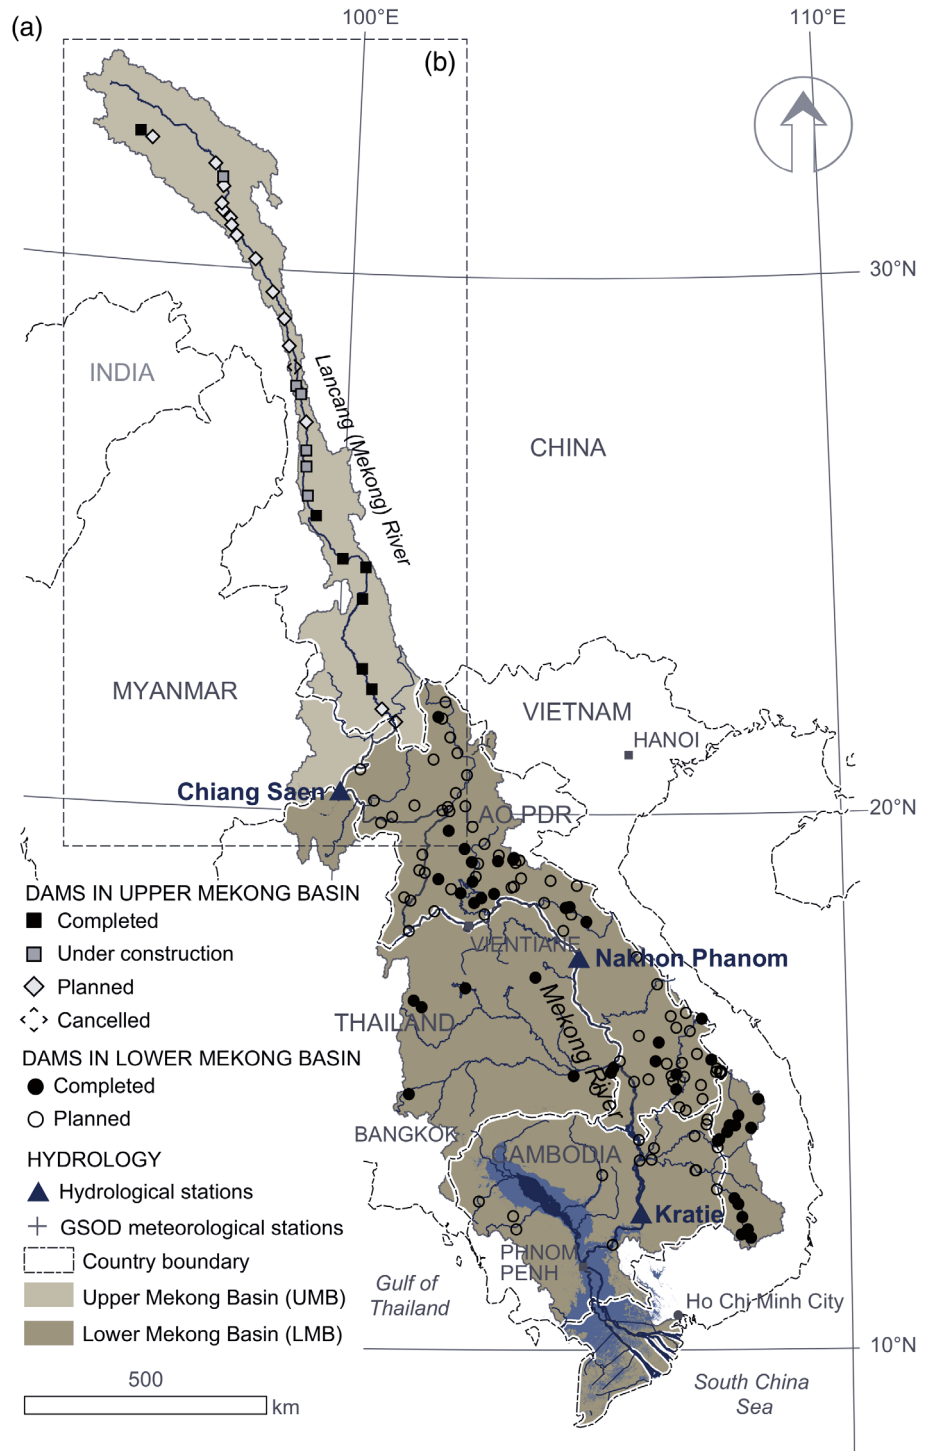 (a)
100°E
110°E
(b)
30°N
INDIA
Lancang (Mekong) River
CHINA
MYANMAR
VIETNAM
HANOI
Chiang Saen
LAO PDR
20°N
DAMS IN UPPER MEKONG BASIN
Completed
Under construction
Planned
Cancelled
DAMS IN LOWER MEKONG BASIN
Completed
Planned
HYDROLOGY
Hydrological stations
GSOD meteorological stations
Country boundary
Upper Mekong Basin (UMB)
Lower Mekong Basin (LMB)
500
km
VIENTIANE
Nakhon Phanom
Mekong River
THAILAND
BANGKOK
CAMBODIA
Kratie
PHNOM
PENH
Gulf of
Thailand
Ho Chi Minh City
10°N
South China
Sea